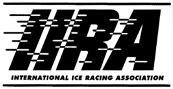 IIRA
INTERNATIONAL ICE RACING ASSOCIATION